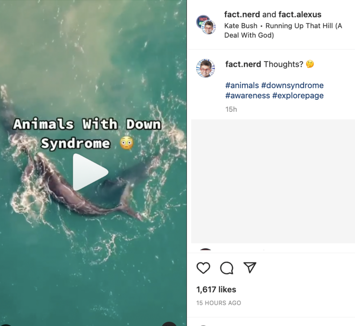 Animals With Down
Syndrome 😳
fact.nerd and fact.alexus
Kate Bush • Running Up That Hill (A
Deal With God)
fact.nerd Thoughts? 🤔
#animals #downsyndrome
#awareness #explorepage
15h
1,617 likes
15 HOURS AGO